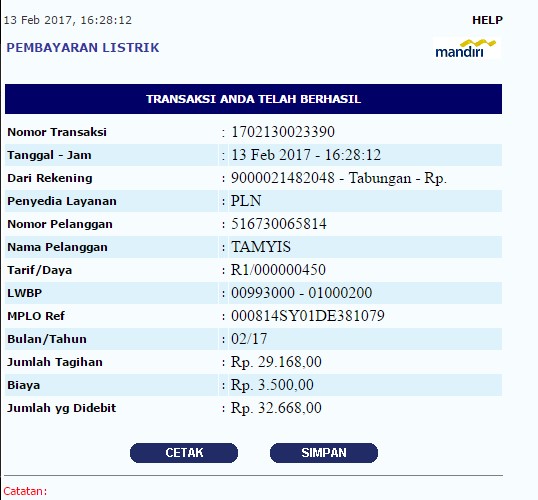 13 Feb 2017, 16:28:12 HELP
PEMBAYARAN LISTRIK mandiri
TRANSAKSI ANDA TELAH BERHASIL
Nomor Transaksi : 1702130023390
Tanggal - Jam : 13 Feb 2017 - 16:28:12
Dari Rekening : 9000021482048 - Tabungan - Rp.
Penyedia Layanan : PLN
Nomor Pelanggan : 516730065814
Nama Pelanggan : TAMYIS
Tarif/Daya : R1/000000450
LWBP : 00993000 - 01000200
MPLO Ref : 000814SY01DE381079
Bulan/Tahun : 02/17
Jumlah Tagihan : Rp. 29.168,00
Biaya : Rp. 3.500,00
Jumlah yg Didebit : Rp. 32.668,00
CETAK SIMPAN
Catatan: